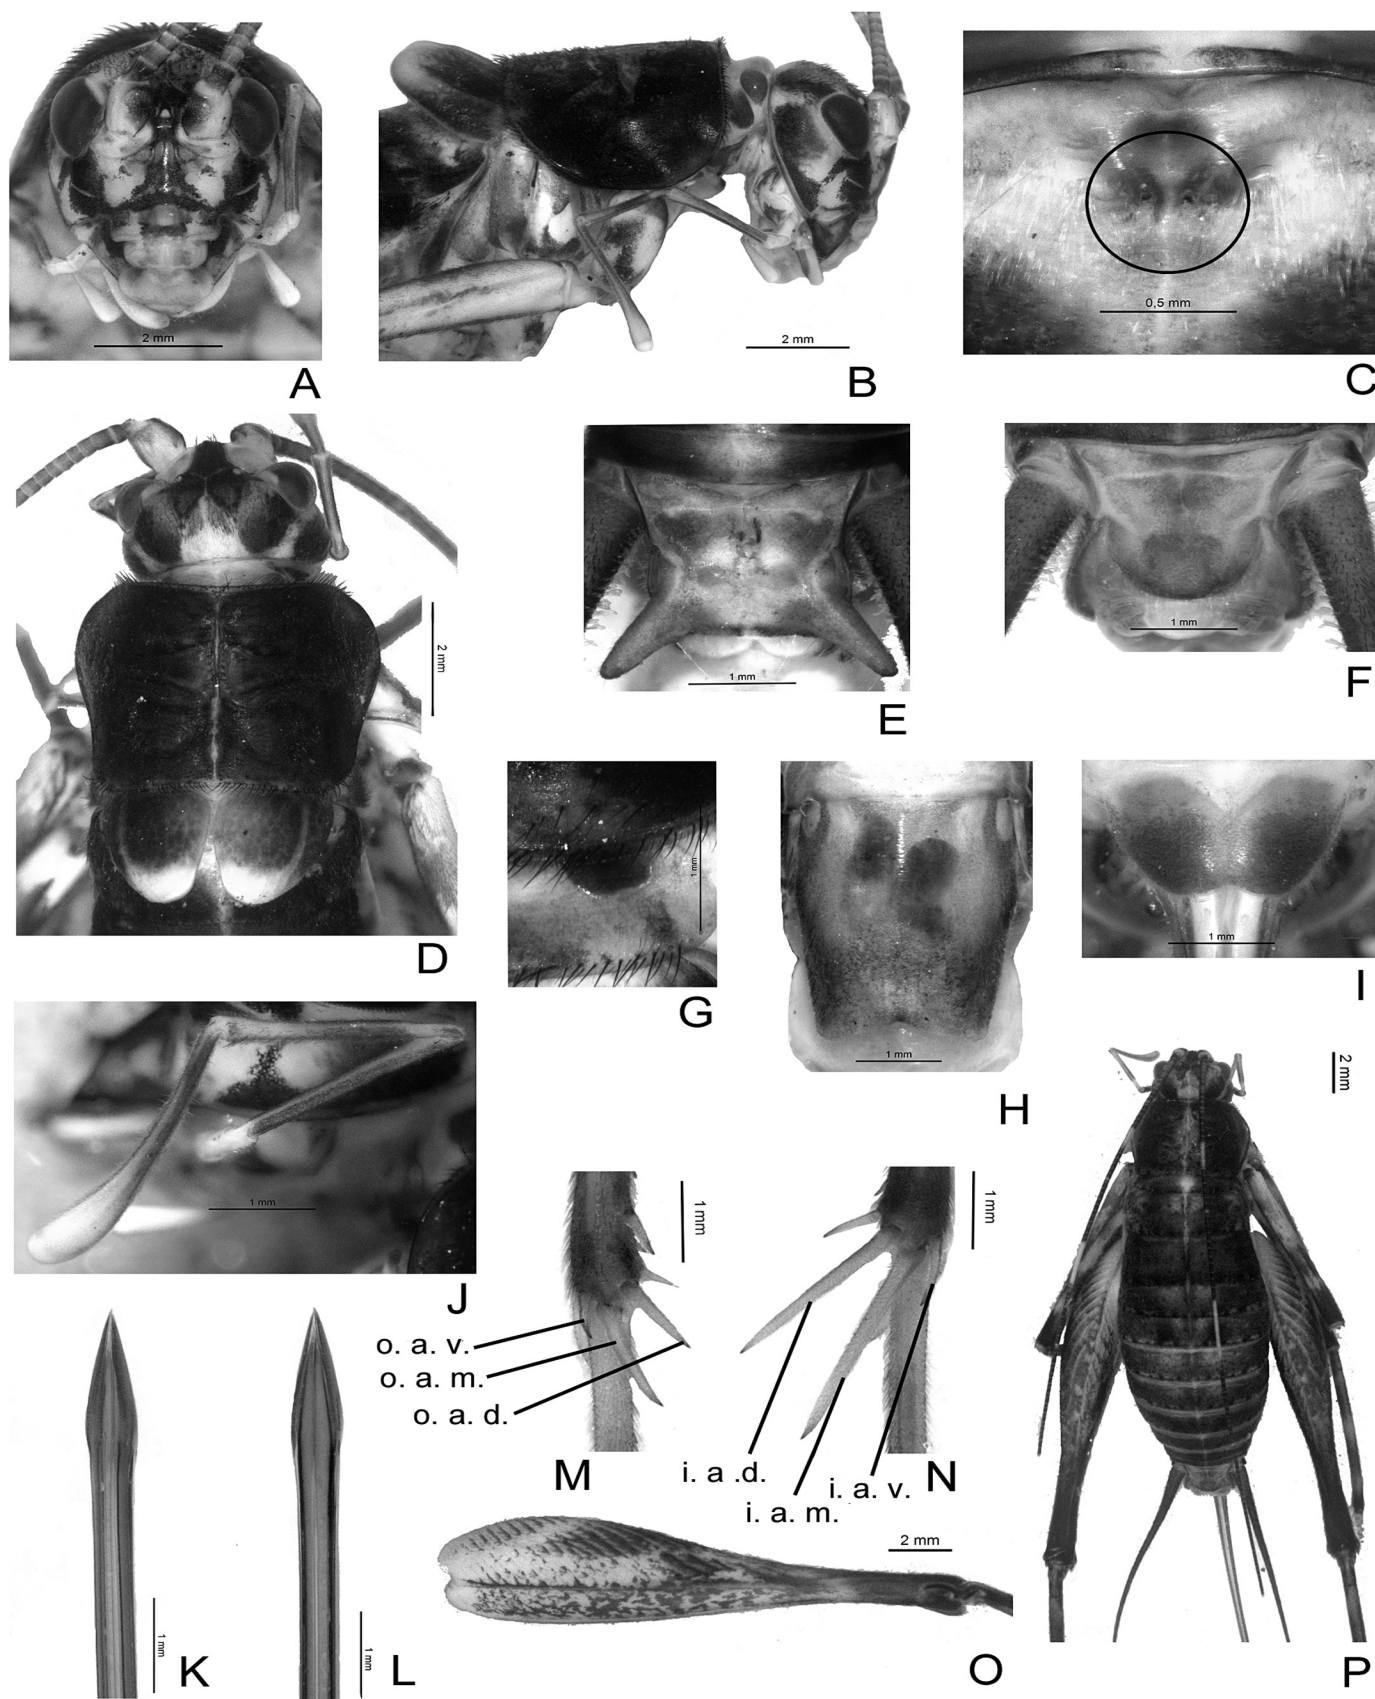 2 mm
A
2 mm
B
0,5 mm
C
2 mm
D
1 mm
E
1 mm
F
1 mm
G
1 mm
H
1 mm
I
1 mm
J
1 mm
K
1 mm
L
1 mm
o. a. v.
o. a. m.
o. a. d.
M
1 mm
i. a .d.
i. a. m.
i. a. v.
N
2 mm
O
2 mm
P